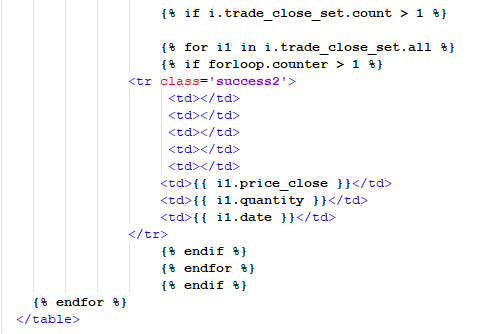 {% if i.trade_close_set.count > 1 %}
{% for i1 in i.trade_close_set.all %}
{% if forloop.counter > 1 %}
<tr class='success2'>
<td></td>
<td></td>
<td></td>
<td></td>
<td></td>
<td>{{ i1.price_close }}</td>
<td>{{ i1.quantity }}</td>
<td>{{ i1.date }}</td>
</tr>
{% endif %}
{% endfor %}
{% endif %}
{% endfor %}
</table>